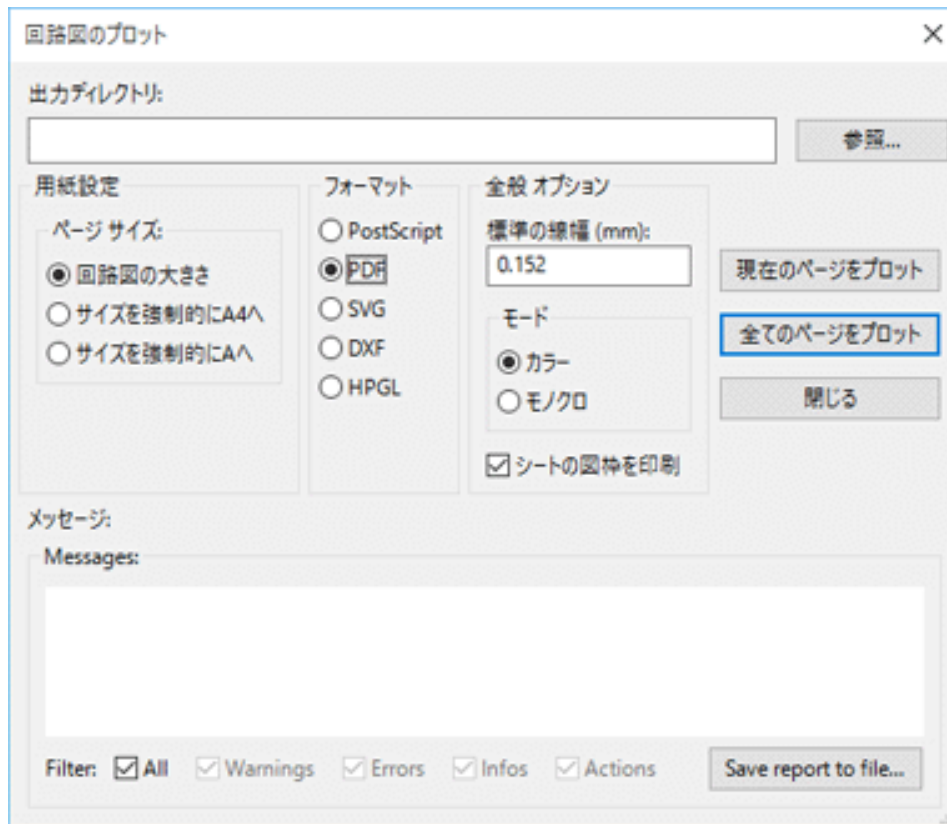 回路図のプロット
出力ディレクトリ:
参照...
用紙設定
ページ サイズ:
回路図の大きさ
サイズを強制的にA4へ
サイズを強制的にAへ
フォーマット
PostScript
PDF
SVG
DXF
HPGL
全般 オプション
標準の線幅 (mm):
0.152
モード
カラー
モノクロ
シートの図枠を印刷
現在のページをプロット
全てのページをプロット
閉じる
メッセージ:
Messages:
Filter: All Warnings Errors Infos Actions Save report to file...